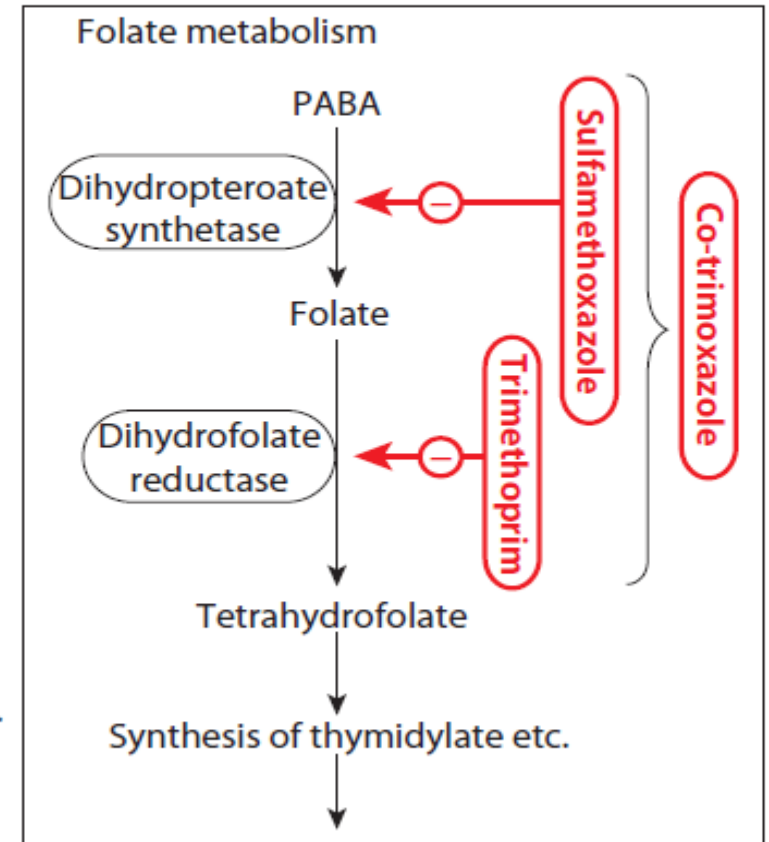 Folate metabolism
PABA
Dihydropteroate
synthetase
Sulfamethoxazole
Co-trimoxazole
Folate
Dihydrofolate
reductase
Trimethoprim
Tetrahydrofolate
Synthesis of thymidylate etc.